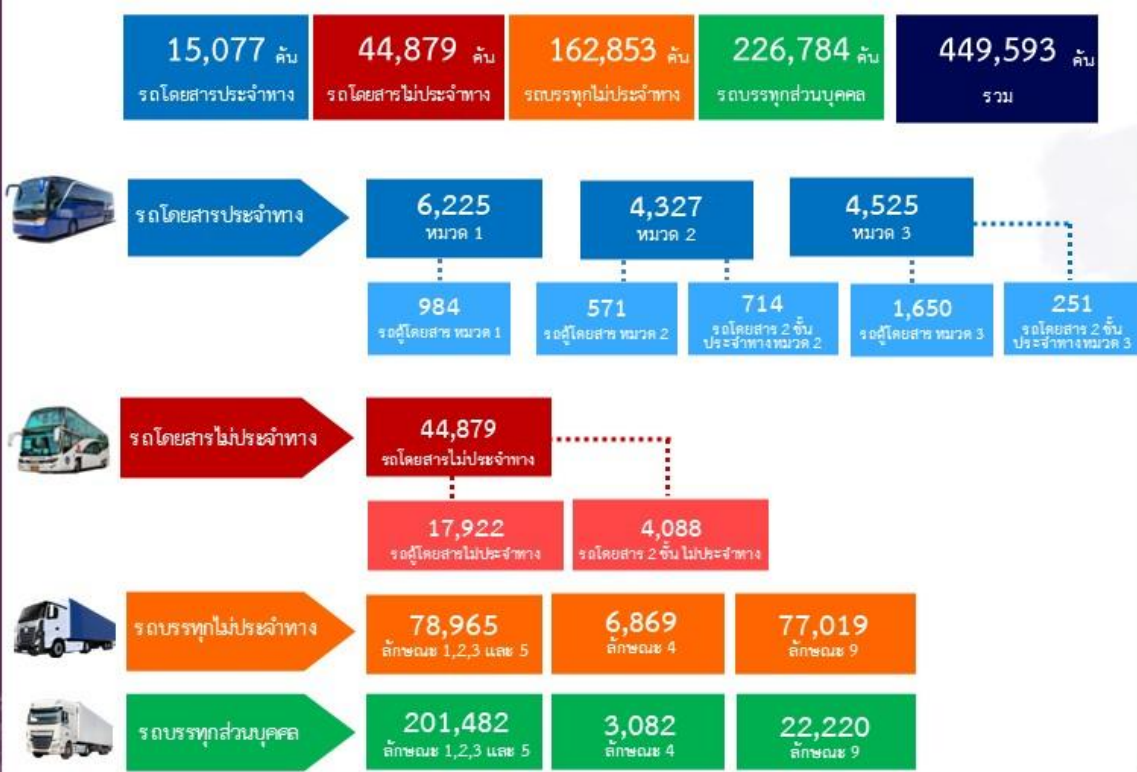 15,077 คัน
รถโดยสารประจำทาง
44,879 คัน
รถโดยสารไม่ประจำทาง
162,853 คัน
รถบรรทุกไม่ประจำทาง
226,784 คัน
รถบรรทุกส่วนบุคคล
449,593 คัน
รวม
รถโดยสารประจำทาง
6,225
หมวด 1
4,327
หมวด 2
4,525
หมวด 3
984
รถตู้โดยสาร หมวด 1
571
รถตู้โดยสาร หมวด 2
714
รถโดยสาร 2 ชั้น
ประจำทางหมวด 2
1,650
รถตู้โดยสาร หมวด 3
251
รถโดยสาร 2 ชั้น
ประจำทางหมวด 3
รถโดยสารไม่ประจำทาง
44,879
รถโดยสารไม่ประจำทาง
17,922
รถตู้โดยสารไม่ประจำทาง
4,088
รถโดยสาร 2 ชั้น ไม่ประจำทาง
รถบรรทุกไม่ประจำทาง
78,965
ลักษณะ 1,2,3 และ 5
6,869
ลักษณะ 4
77,019
ลักษณะ 9
รถบรรทุกส่วนบุคคล
201,482
ลักษณะ 1,2,3 และ 5
3,082
ลักษณะ 4
22,220
ลักษณะ 9